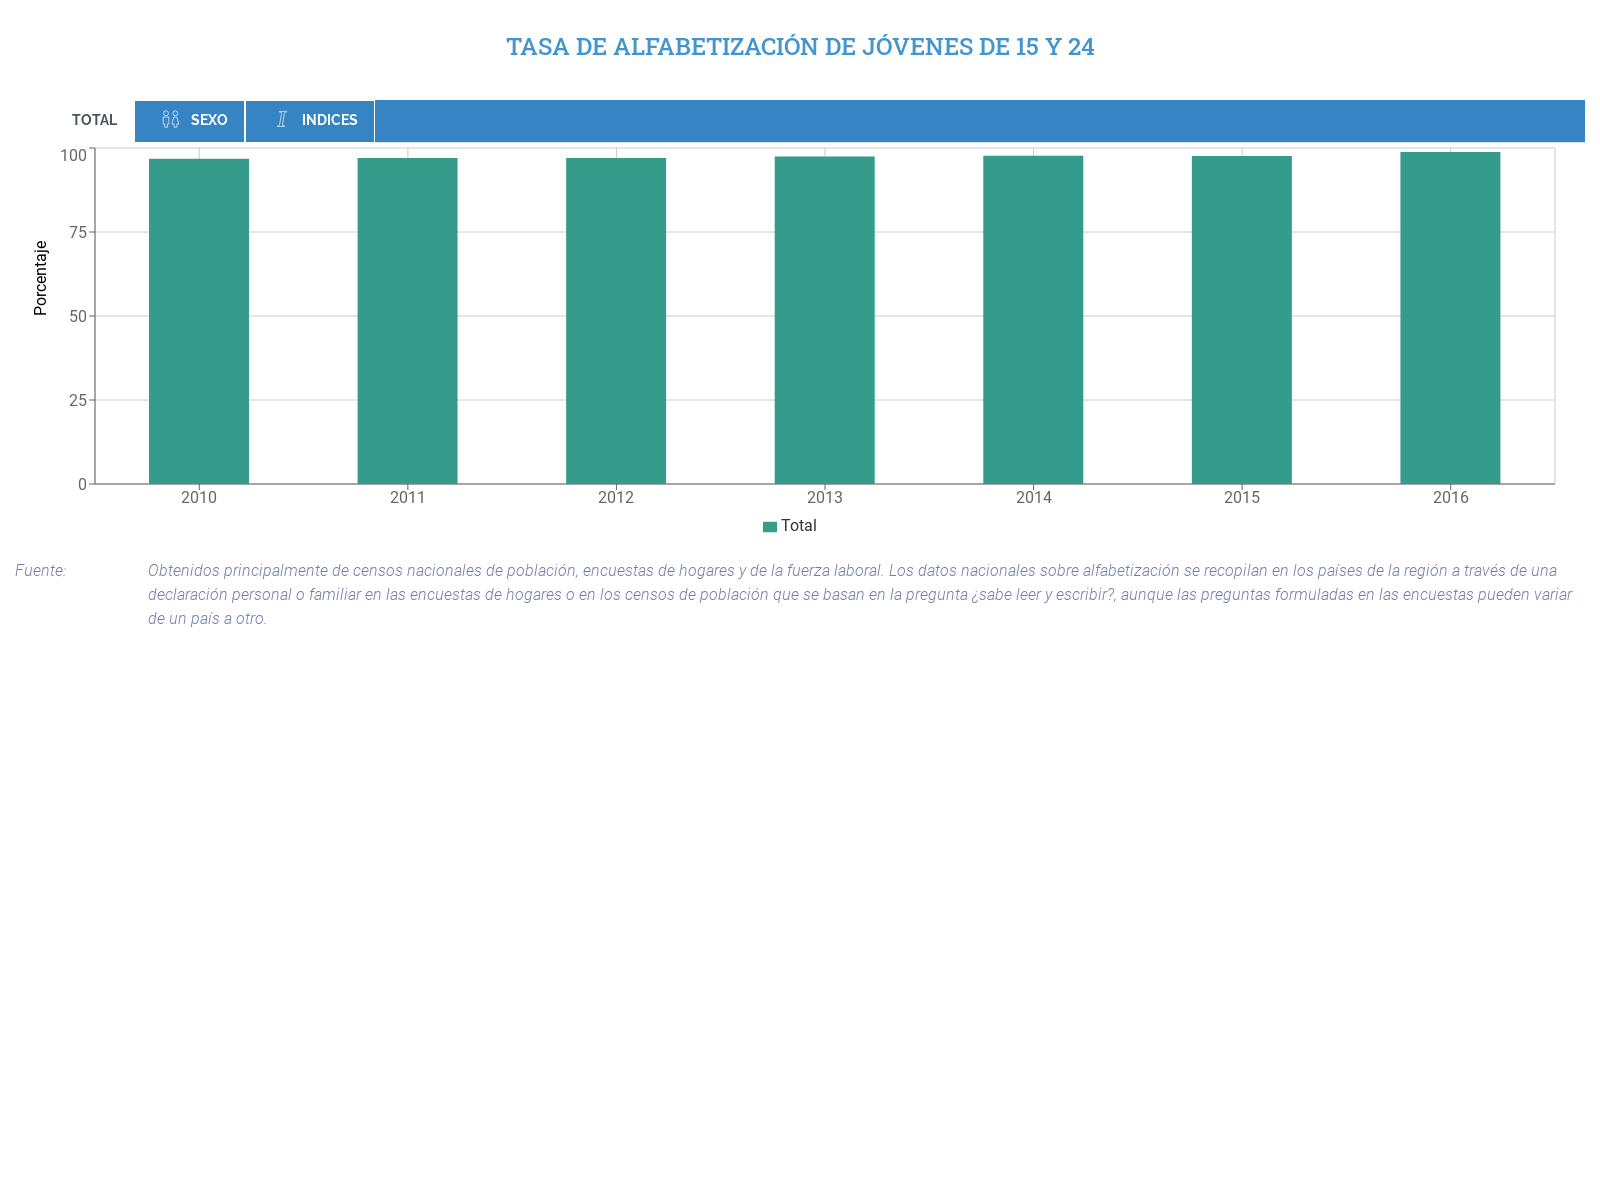 TASA DE ALFABETIZACIÓN DE JÓVENES DE 15 Y 24
TOTAL SEXO INDICES
100
75
50
25
0
Porcentaje
2010 2011 2012 2013 2014 2015 2016
Total
Fuente: Obtenidos principalmente de censos nacionales de población, encuestas de hogares y de la fuerza laboral. Los datos nacionales sobre alfabetización se recopilan en los países de la región a través de una
declaración personal o familiar en las encuestas de hogares o en los censos de población que se basan en la pregunta ¿sabe leer y escribir?, aunque las preguntas formuladas en las encuestas pueden variar
de un país a otro.